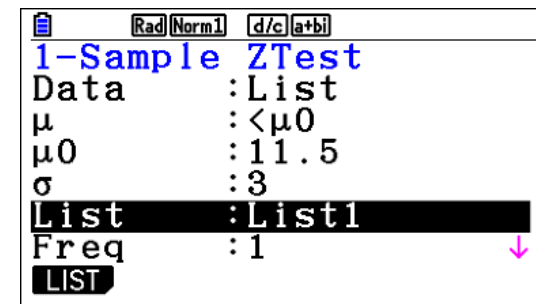 Rad Norm1 d/c a+bi
1-Sample ZTest
Data :List
μ :<μ0
μ0 :11.5
σ :3
List :List1
Freq :1 ↓
LIST